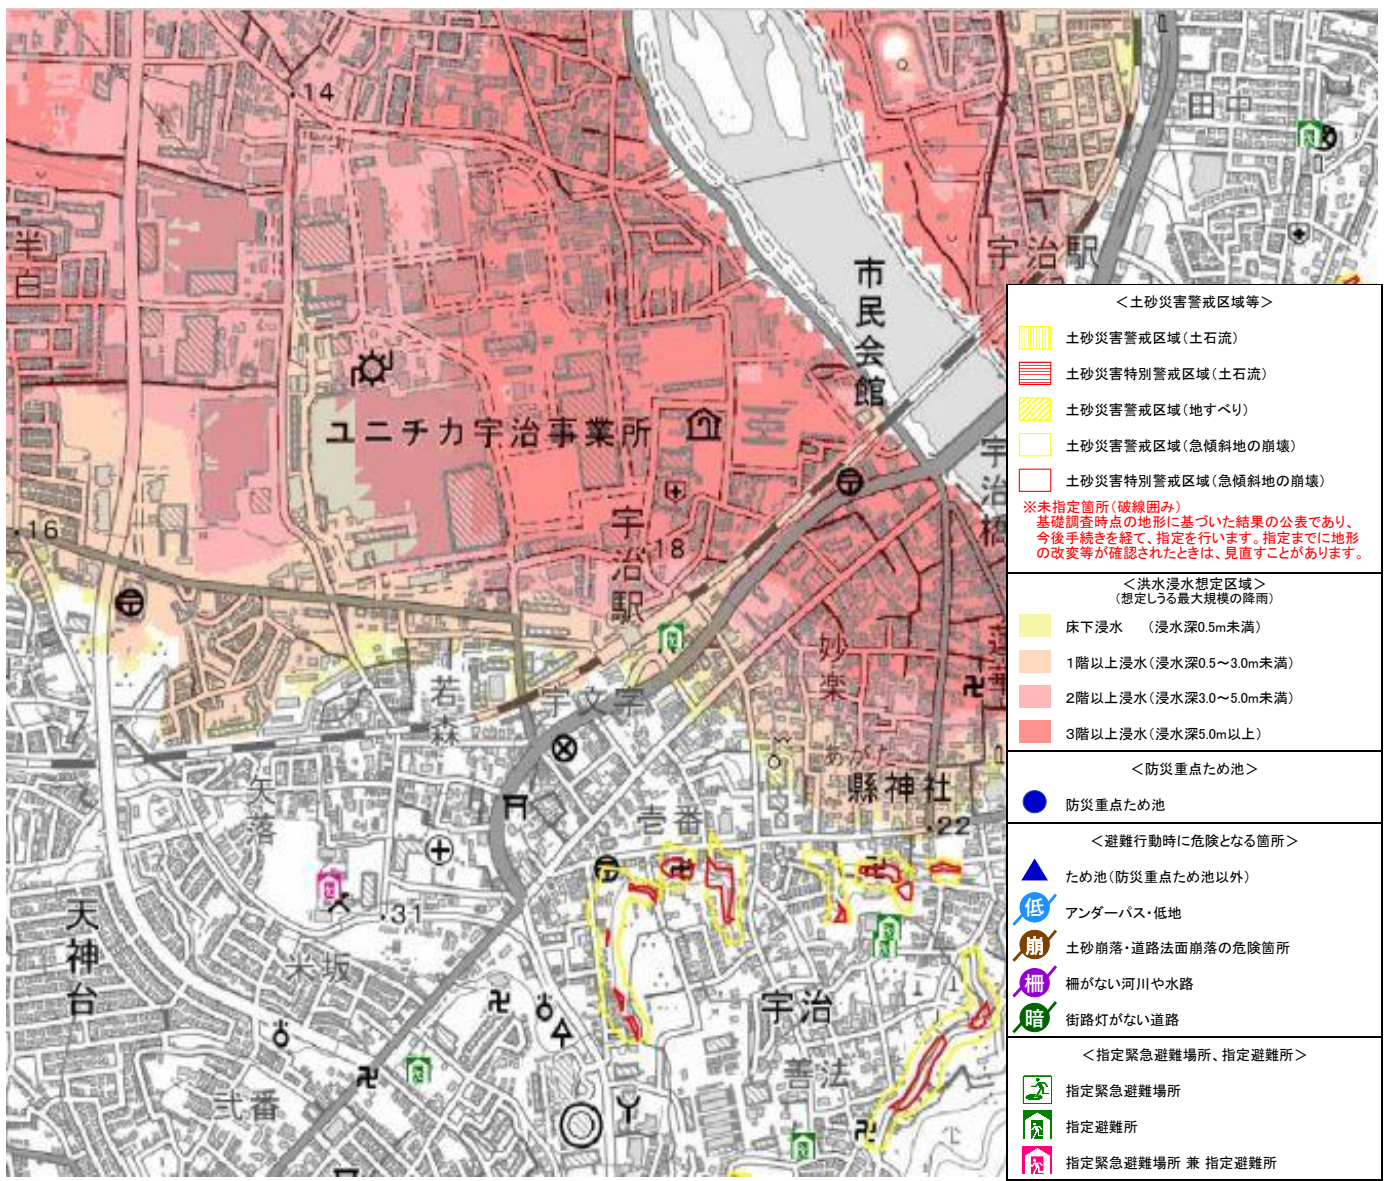 14
田中
宇治駅
半白
市民会館
ユニチカ宇治事業所
宇治橋
16
宇治駅
18
妙楽
蓮華
若森
宇文字
あがた
縣神社
矢落
壱番
22
天神台
31
米坂
宇治
善法
弐番
<土砂災害警戒区域等>
土砂災害警戒区域(土石流)
土砂災害特別警戒区域(土石流)
土砂災害警戒区域(地すべり)
土砂災害警戒区域(急傾斜地の崩壊)
土砂災害特別警戒区域(急傾斜地の崩壊)
※未指定箇所(破線囲み)
基礎調査時点の地形に基づいた結果の公表であり、
今後手続きを経て、指定を行います。指定までに地形
の改変等が確認されたときは、見直すことがあります。
<洪水浸水想定区域>
(想定しうる最大規模の降雨)
床下浸水 (浸水深0.5m未満)
1階以上浸水(浸水深0.5~3.0m未満)
2階以上浸水(浸水深3.0~5.0m未満)
3階以上浸水(浸水深5.0m以上)
<防災重点ため池>
防災重点ため池
<避難行動時に危険となる箇所>
ため池(防災重点ため池以外)
低 アンダーパス・低地
崩 土砂崩落・道路法面崩落の危険箇所
柵 柵がない河川や水路
暗 街路灯がない道路
<指定緊急避難場所、指定避難所>
指定緊急避難場所
指定避難所
指定緊急避難場所 兼 指定避難所